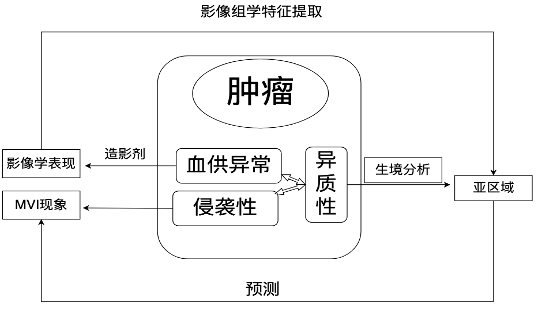 影像组学特征提取
肿瘤
影像学表现
造影剂
血供异常
异质性
生境分析
亚区域
MVI现象
侵袭性
预测